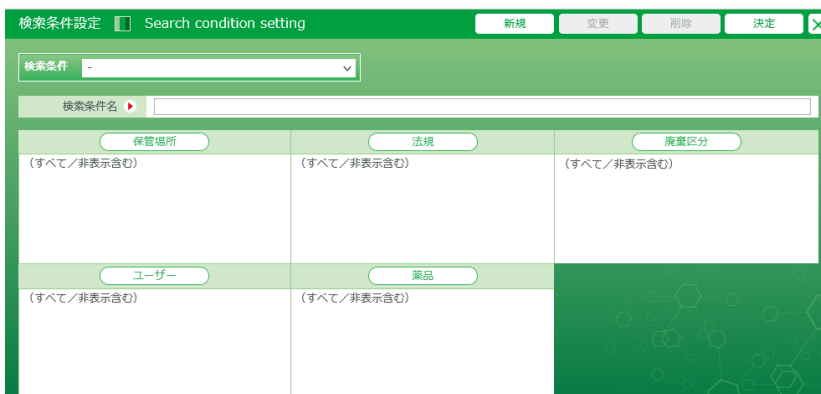 検索条件設定 Search condition setting 新規 変更 削除 決定
検索条件 -
検索条件名
保管場所 法規 廃棄区分
(すべて／非表示含む) (すべて／非表示含む) (すべて／非表示含む)
ユーザー 薬品
(すべて／非表示含む) (すべて／非表示含む)